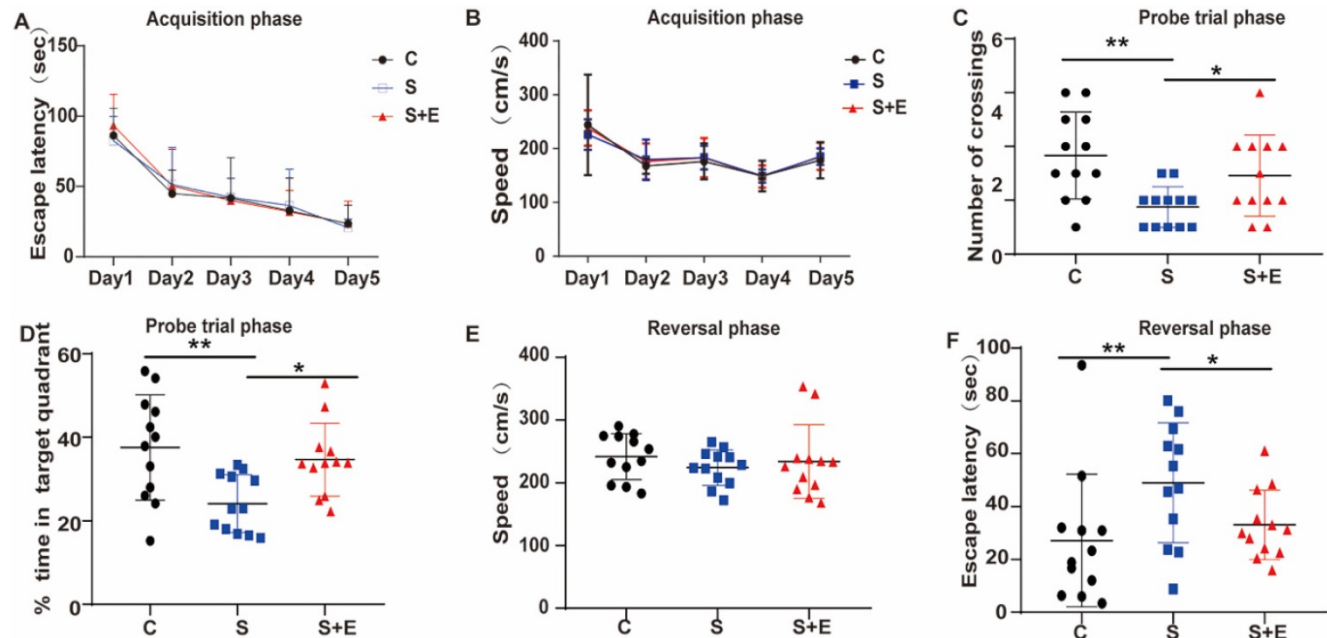 A
Acquisition phase
Escape latency（sec）
150
100
50
0
Day1 Day2 Day3 Day4 Day5
C
S
S+E
B
Acquisition phase
Speed（cm/s）
400
300
200
100
0
Day1 Day2 Day3 Day4 Day5
C
S
S+E
C
Probe trial phase
Number of crossings
6
4
2
0
**
*
C S S+E
D
Probe trial phase
% time in target quadrant
60
40
20
0
**
*
C S S+E
E
Reversal phase
Speed（cm/s）
400
300
200
100
0
C S S+E
F
Reversal phase
Escape latency（sec）
100
80
60
40
20
0
**
*
C S S+E